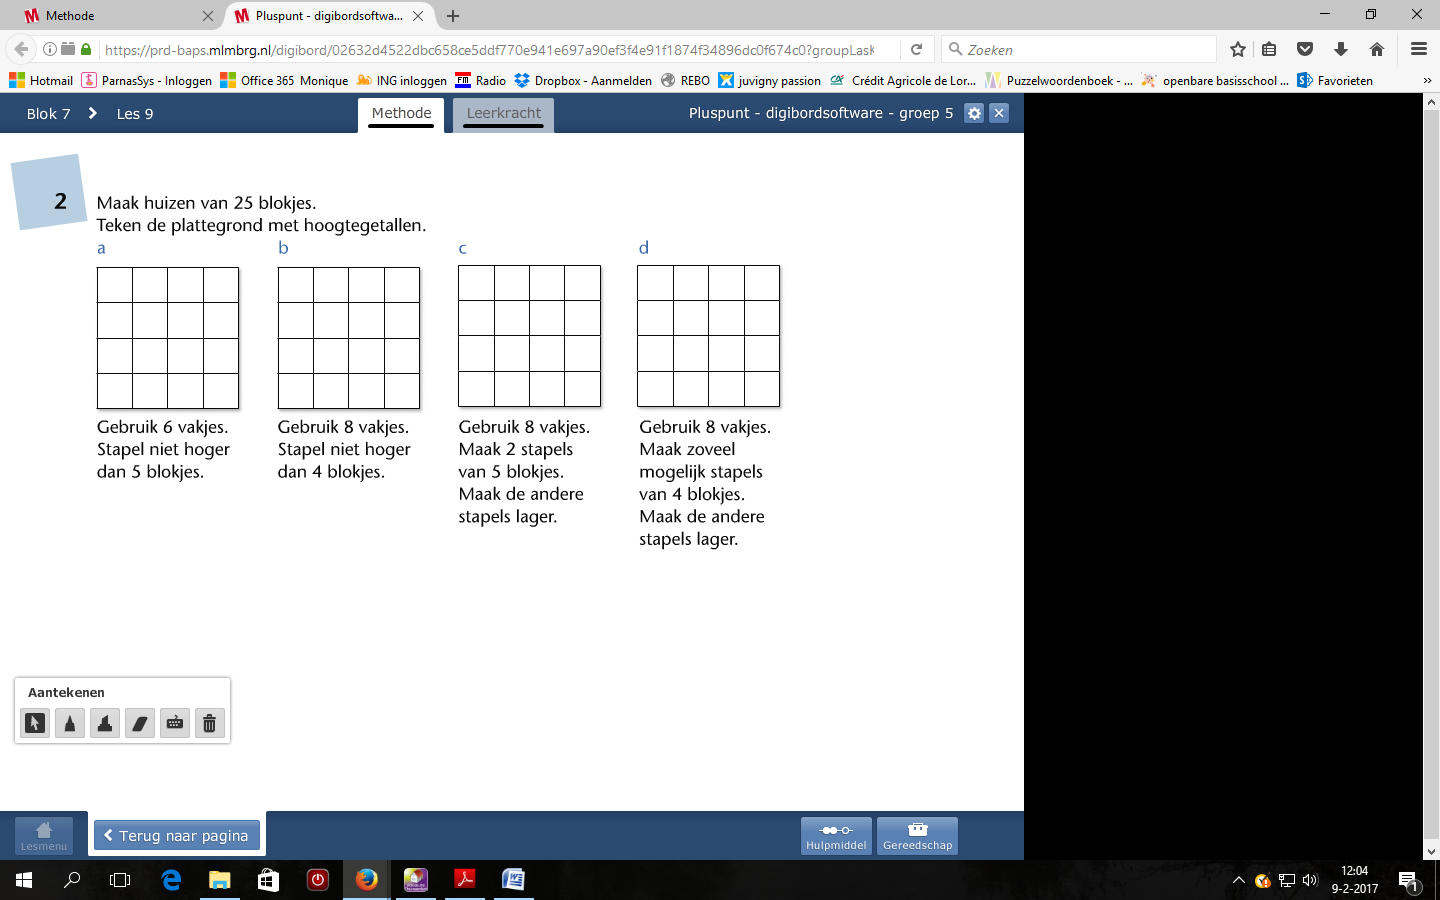 Methode
Pluspunt - digibordsoftwa...
https://prd-baps.mlmbrg.nl/digibord/02632d4522dbc658ce5ddf770e941e697a90ef3f4e91f1874f34896dc0f674c0?groupLask
Zoeken
Hotmail
ParnasSys - Inloggen
Office 365 Monique
ING inloggen
Radio
Dropbox - Aanmelden
REBO
juvigny passion
Crédit Agricole de Lor...
Puzzelwoordenboek - ...
openbare basisschool ...
Favorieten
Blok 7
Les 9
Methode
Leerkracht
Pluspunt - digibordsoftware - groep 5
2
Maak huizen van 25 blokjes.
Teken de plattegrond met hoogtegetallen.
a
b
c
d
Gebruik 6 vakjes.
Stapel niet hoger
dan 5 blokjes.
Gebruik 8 vakjes.
Stapel niet hoger
dan 4 blokjes.
Gebruik 8 vakjes.
Maak 2 stapels
van 5 blokjes.
Maak de andere
stapels lager.
Gebruik 8 vakjes.
Maak zoveel
mogelijk stapels
van 4 blokjes.
Maak de andere
stapels lager.
Aantekenen
Lesmenu
Terug naar pagina
Hulpmiddel
Gereedschap
12:04
9-2-2017
1